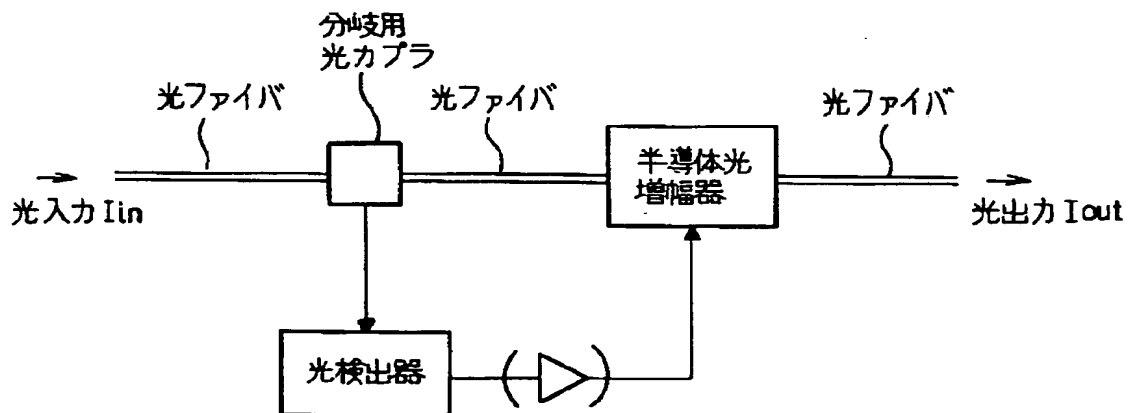 分岐用
光カプラ
光ファイバ
光ファイバ
光ファイバ
半導体光
増幅器
光入力 Iin
光出力 Iout
光検出器